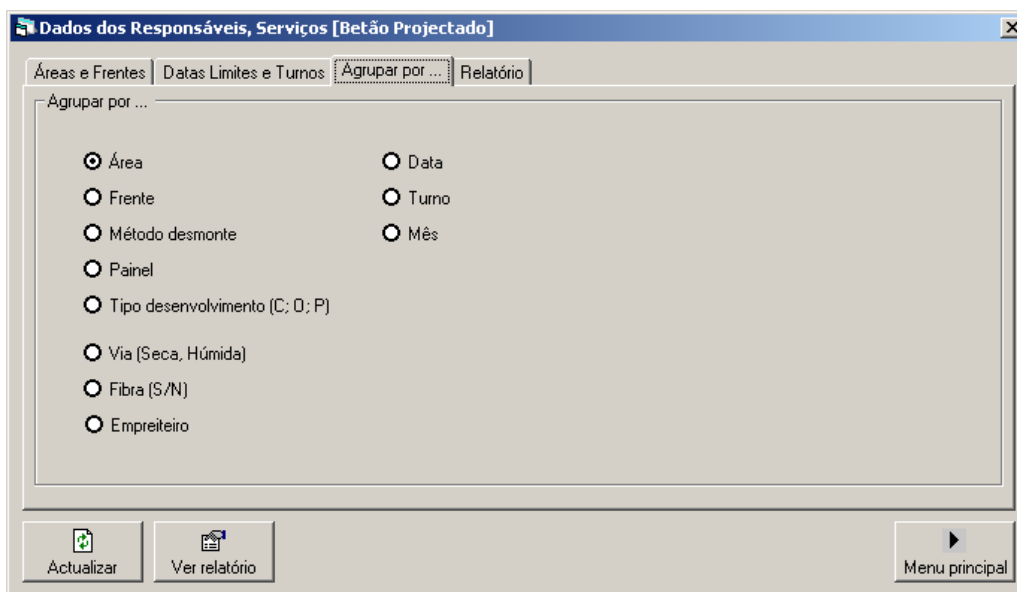 Dados dos Responsáveis, Serviços [Betão Projectado]
Áreas e Frentes Datas Limites e Turnos Agrupar por ... Relatório
Agrupar por ...
Área
Frente
Método desmonte
Painel
Tipo desenvolvimento (C; O; P)
Via (Seca, Húmida)
Fibra (S/N)
Empreiteiro
Data
Turno
Mês
Actualizar
Ver relatório
Menu principal